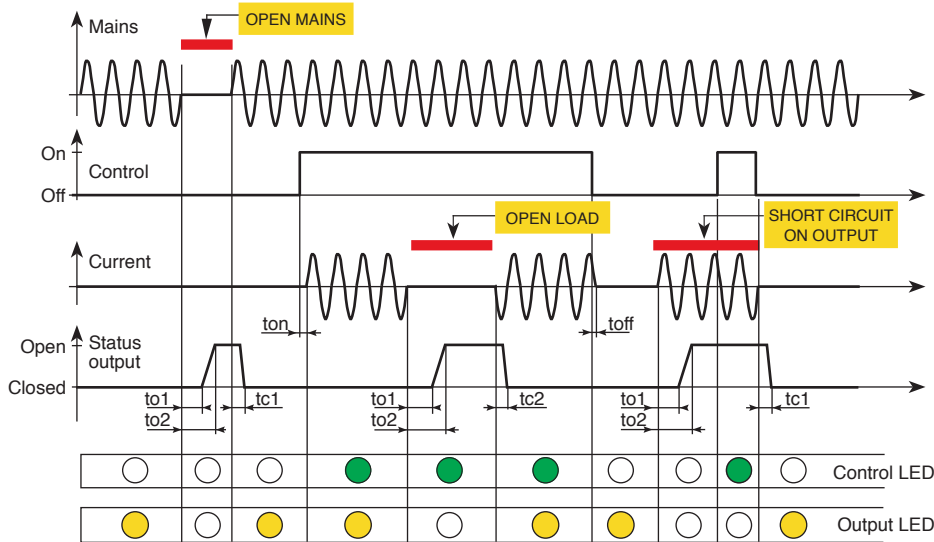 OPEN MAINS
Mains
On
Control
Off
OPEN LOAD
SHORT CIRCUIT
ON OUTPUT
Current
ton
toff
Open
Status
output
Closed
to1
tc1
to1
tc2
to1
tc1
to2
to2
to2
Control LED
Output LED